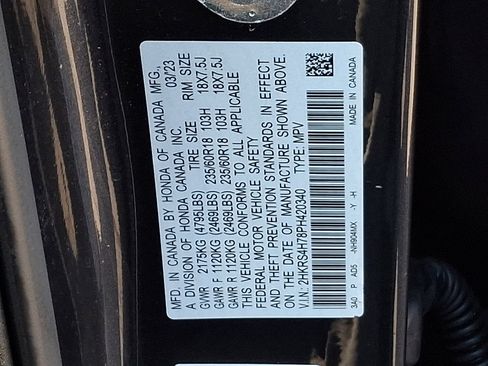 MFD. IN CANADA BY HONDA OF CANADA MFG.,
A DIVISION OF HONDA CANADA INC. 03/23
TIRE SIZE RIM SIZE
GVWR 2175KG (4795LBS)
GAWR F 1120KG (2469LBS) 235/60R18 103H 18X7.5J
GAWR R 1120KG (2469LBS) 235/60R18 103H 18X7.5J
THIS VEHICLE CONFORMS TO ALL APPLICABLE
FEDERAL MOTOR VEHICLE SAFETY
AND THEFT PREVENTION STANDARDS IN EFFECT
ON THE DATE OF MANUFACTURE SHOWN ABOVE.
V.I.N: 2HKRS4H78PH420340 TYPE: MPV
3A0 P AD5 -NH904MX -Y -H MADE IN CANADA